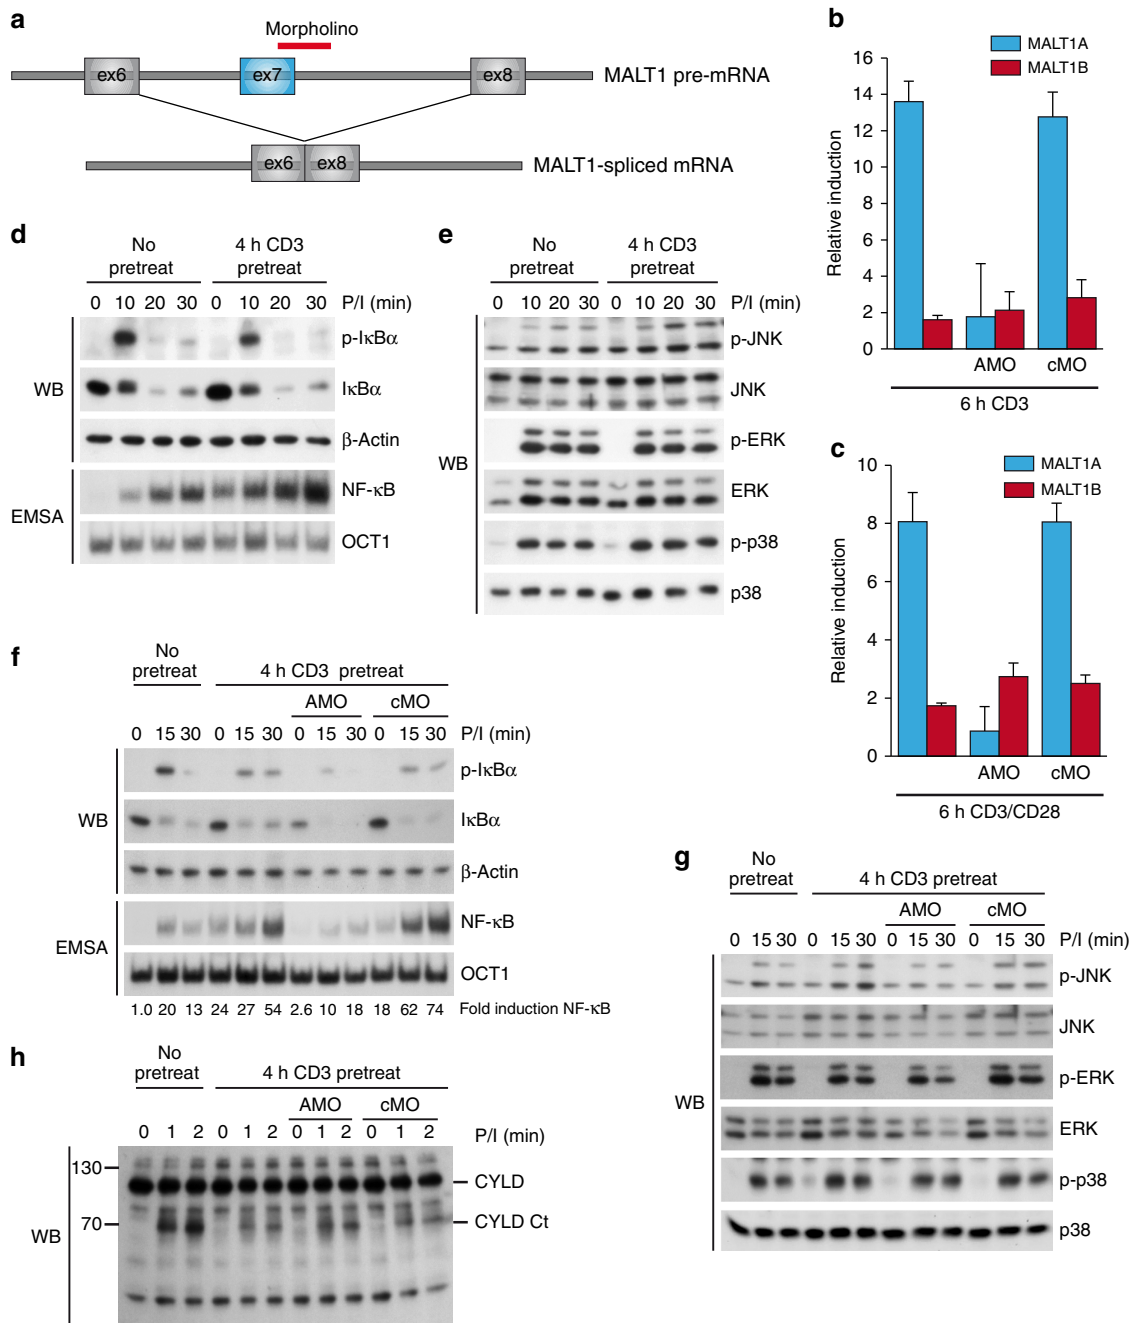 a
Morpholino
ex6 ex7 ex8 MALT1 pre-mRNA
ex6 ex8 MALT1-spliced mRNA
b
MALT1A
MALT1B
Relative induction
16
14
12
10
8
6
4
2
0
AMO cMO
6 h CD3
c
MALT1A
MALT1B
Relative induction
10
8
6
4
2
0
AMO cMO
6 h CD3/CD28
d
No pretreat
4 h CD3 pretreat
0 10 20 30 0 10 20 30 P/I (min)
WB
p-IκBα
IκBα
β-Actin
EMSA
NF-κB
OCT1
e
No pretreat
4 h CD3 pretreat
0 10 20 30 0 10 20 30 P/I (min)
WB
p-JNK
JNK
p-ERK
ERK
p-p38
p38
f
No pretreat
4 h CD3 pretreat
AMO cMO
0 15 30 0 15 30 0 15 30 0 15 30 P/I (min)
WB
p-IκBα
IκBα
β-Actin
EMSA
NF-κB
OCT1
1.0 20 13 24 27 54 2.6 10 18 18 62 74 Fold induction NF-κB
g
No pretreat
4 h CD3 pretreat
AMO cMO
0 15 30 0 15 30 0 15 30 0 15 30 P/I (min)
WB
p-JNK
JNK
p-ERK
ERK
p-p38
p38
h
No pretreat
4 h CD3 pretreat
AMO cMO
0 1 2 0 1 2 0 1 2 0 1 2 P/I (min)
WB
130
70
CYLD
CYLD Ct